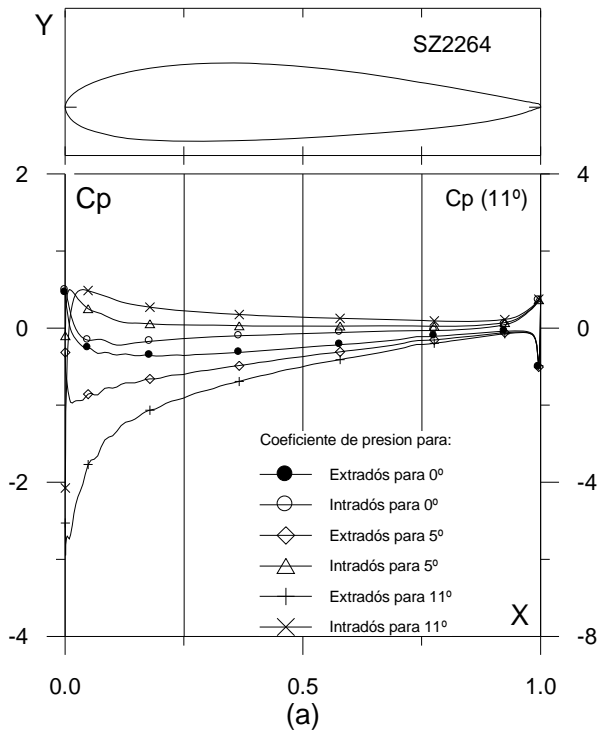 Y
SZ2264
2
4
Cp
Cp (11º)
0
0
Coeficiente de presion para:
Extradós para 0º
Intradós para 0º
Extradós para 5º
Intradós para 5º
Extradós para 11º
Intradós para 11º
-2
-4
X
-4
-8
0.0
0.5
1.0
(a)